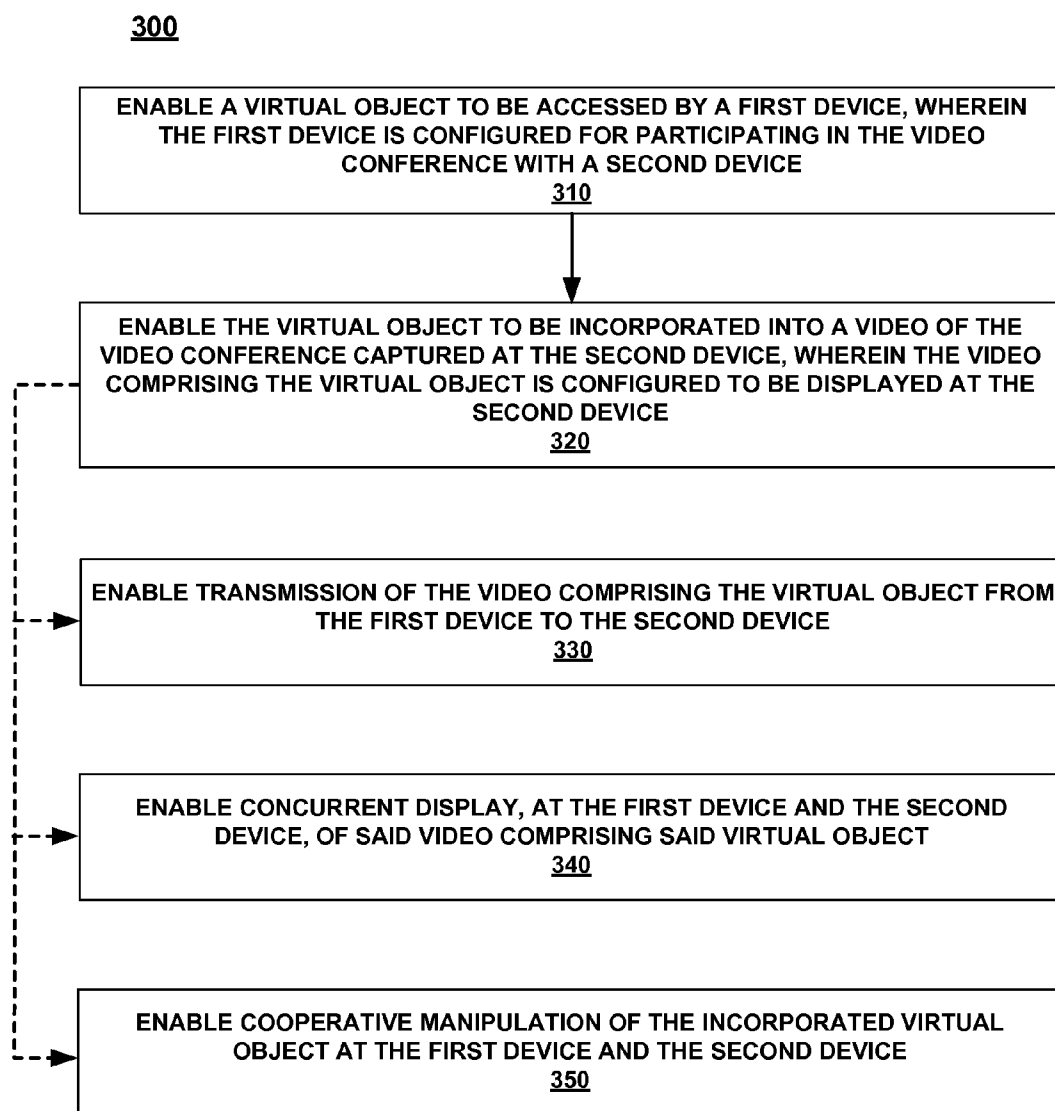 300
ENABLE A VIRTUAL OBJECT TO BE ACCESSED BY A FIRST DEVICE, WHEREIN
THE FIRST DEVICE IS CONFIGURED FOR PARTICIPATING IN THE VIDEO
CONFERENCE WITH A SECOND DEVICE
310
ENABLE THE VIRTUAL OBJECT TO BE INCORPORATED INTO A VIDEO OF THE
VIDEO CONFERENCE CAPTURED AT THE SECOND DEVICE, WHEREIN THE VIDEO
COMPRISING THE VIRTUAL OBJECT IS CONFIGURED TO BE DISPLAYED AT THE
SECOND DEVICE
320
ENABLE TRANSMISSION OF THE VIDEO COMPRISING THE VIRTUAL OBJECT FROM
THE FIRST DEVICE TO THE SECOND DEVICE
330
ENABLE CONCURRENT DISPLAY, AT THE FIRST DEVICE AND THE SECOND
DEVICE, OF SAID VIDEO COMPRISING SAID VIRTUAL OBJECT
340
ENABLE COOPERATIVE MANIPULATION OF THE INCORPORATED VIRTUAL
OBJECT AT THE FIRST DEVICE AND THE SECOND DEVICE
350